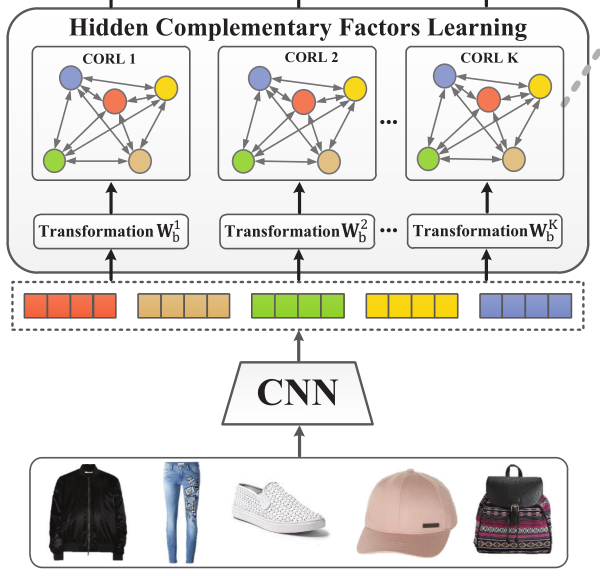 Hidden Complementary Factors Learning
CORL 1
CORL 2
CORL K
...
Transformation W_b^1
Transformation W_b^2
...
Transformation W_b^K
CNN